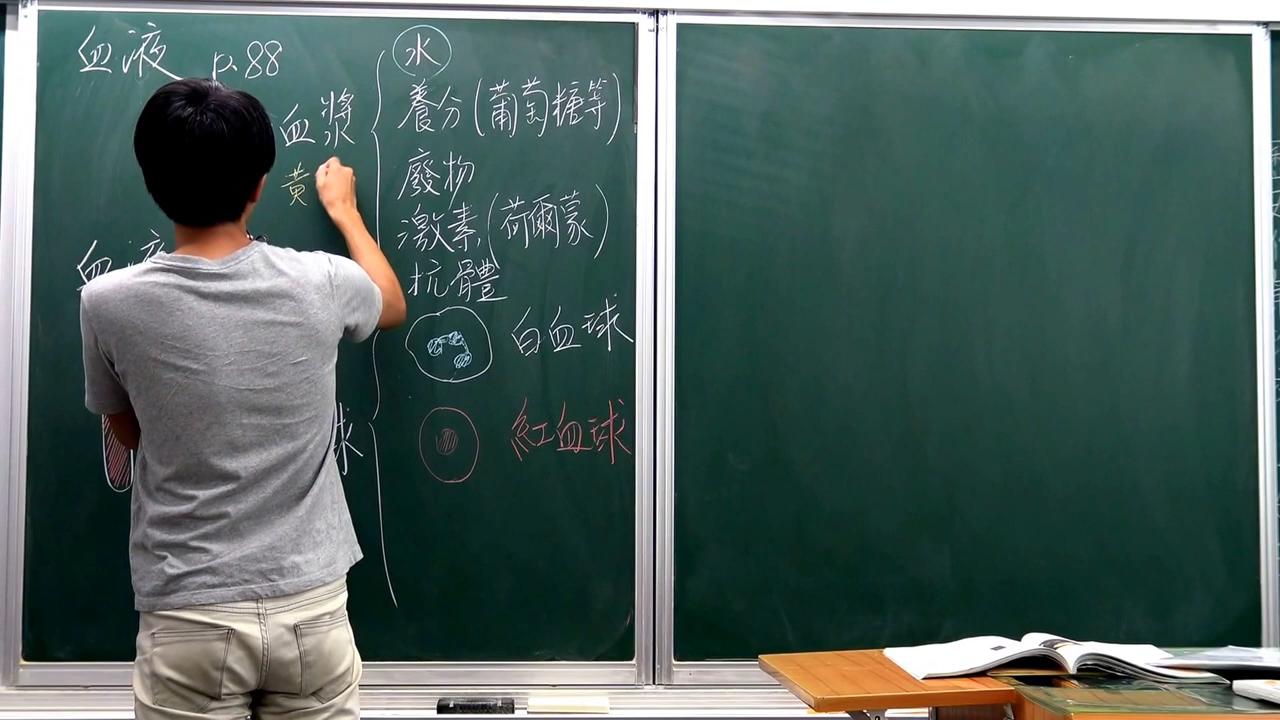 血液 p.88
血漿
黃
水
養分(葡萄糖等)
廢物
激素(荷爾蒙)
抗體
血液
白血球
紅血球
球